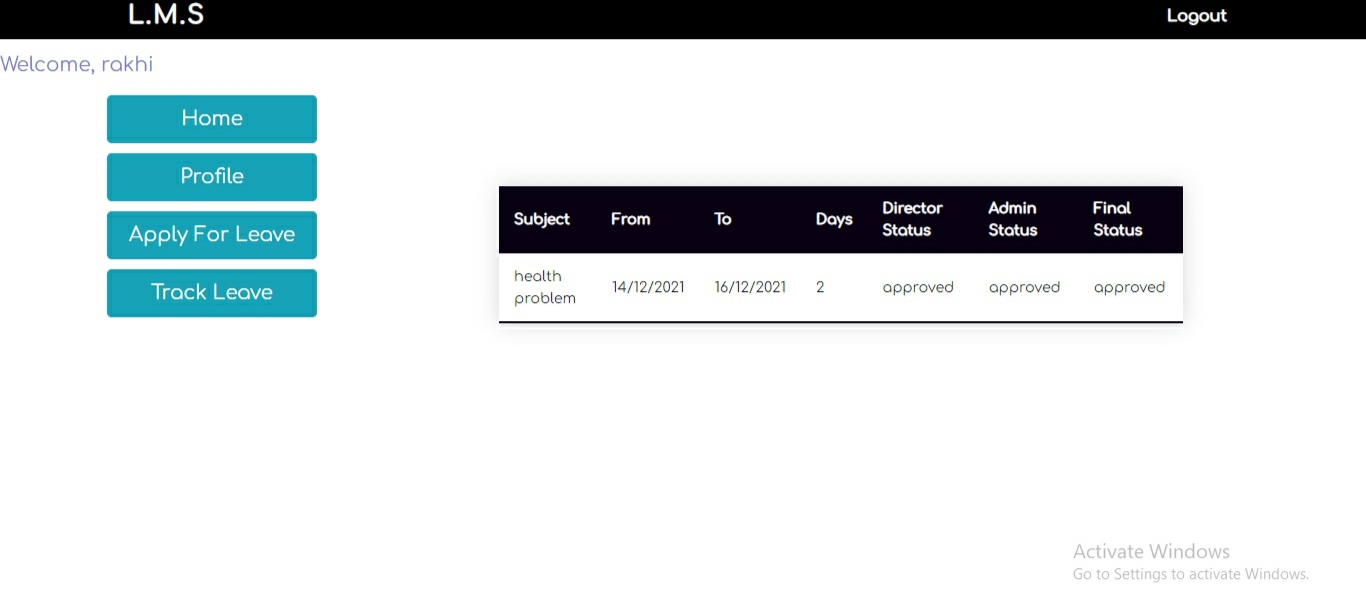 L.M.S
Logout
Welcome, rakhi
Home
Profile
Apply For Leave
Track Leave
Subject From To Days Director Status Admin Status Final Status
health problem 14/12/2021 16/12/2021 2 approved approved approved
Activate Windows
Go to Settings to activate Windows.